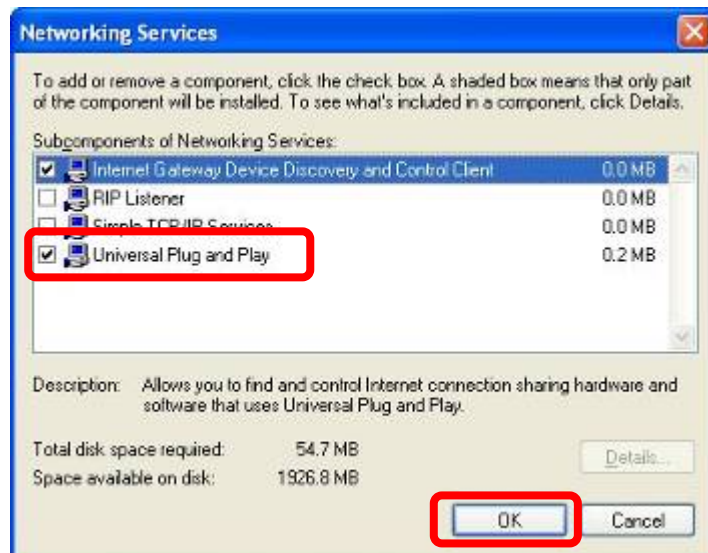 Networking Services
To add or remove a component, click the check box. A shaded box means that only part
of the component will be installed. To see what's included in a component, click Details.
Subcomponents of Networking Services:
Internet Gateway Device Discovery and Control Client 0.0 MB
RIP Listener 0.0 MB
Simple TCP/IP Services 0.0 MB
Universal Plug and Play 0.2 MB
Description: Allows you to find and control Internet connection sharing hardware and
software that uses Universal Plug and Play.
Total disk space required: 54.7 MB
Space available on disk: 1926.8 MB
Details...
OK Cancel